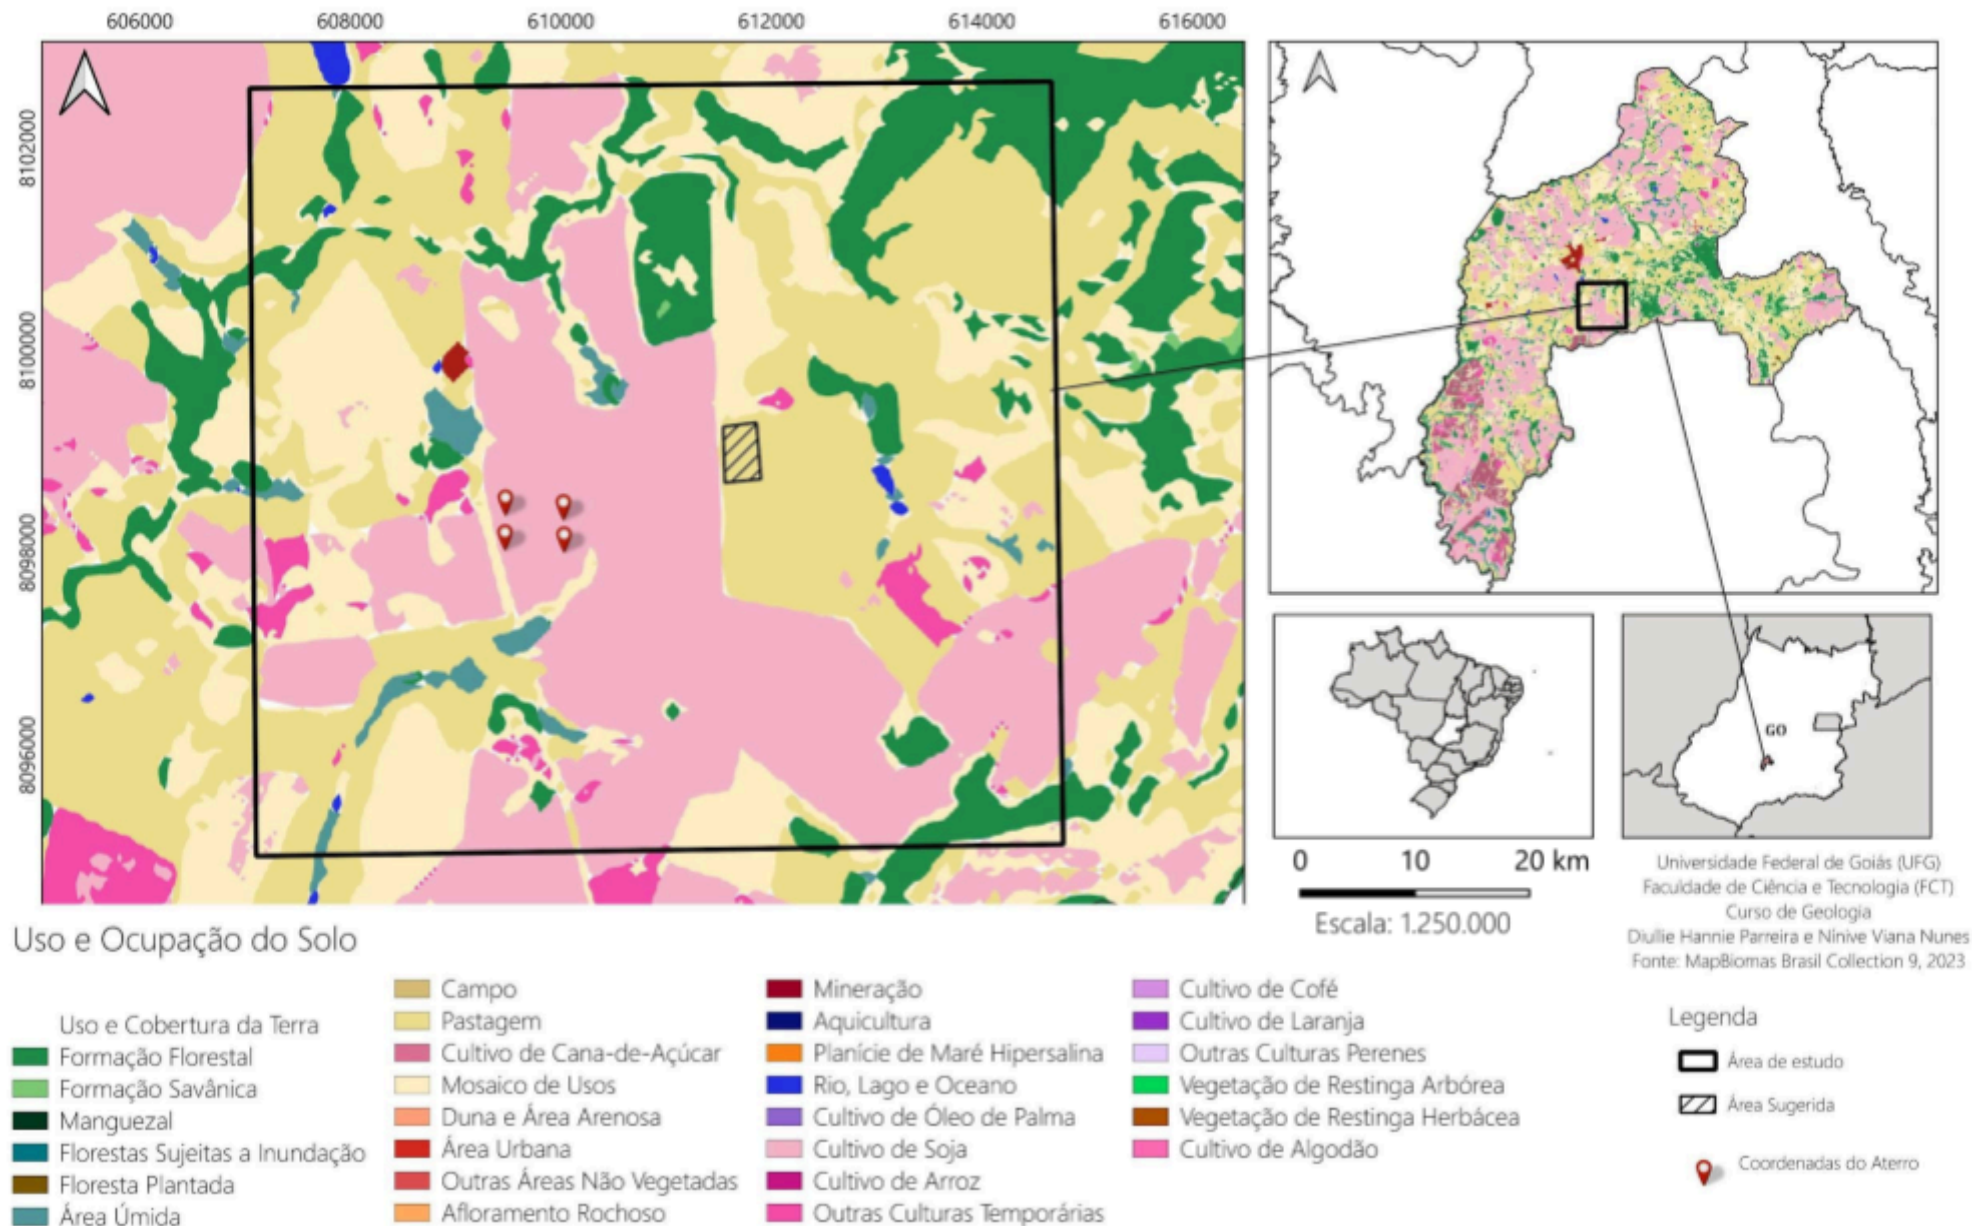 606000 608000 610000 612000 614000 616000
8102000
8100000
8098000
8096000
GO
0 10 20 km
Escala: 1.250.000
Universidade Federal de Goiás (UFG)
Faculdade de Ciência e Tecnologia (FCT)
Curso de Geologia
Diullie Hannie Parreira e Nínive Viana Nunes
Fonte: MapBiomas Brasil Collection 9, 2023
Uso e Ocupação do Solo
Uso e Cobertura da Terra
Formação Florestal
Formação Savânica
Manguezal
Florestas Sujeitas a Inundação
Floresta Plantada
Área Úmida
Campo
Pastagem
Cultivo de Cana-de-Açúcar
Mosaico de Usos
Duna e Área Arenosa
Área Urbana
Outras Áreas Não Vegetadas
Afloramento Rochoso
Mineração
Aquicultura
Planície de Maré Hipersalina
Rio, Lago e Oceano
Cultivo de Óleo de Palma
Cultivo de Soja
Cultivo de Arroz
Outras Culturas Temporárias
Cultivo de Cofé
Cultivo de Laranja
Outras Culturas Perenes
Vegetação de Restinga Arbórea
Vegetação de Restinga Herbácea
Cultivo de Algodão
Legenda
Área de estudo
Área Sugerida
Coordenadas do Aterro